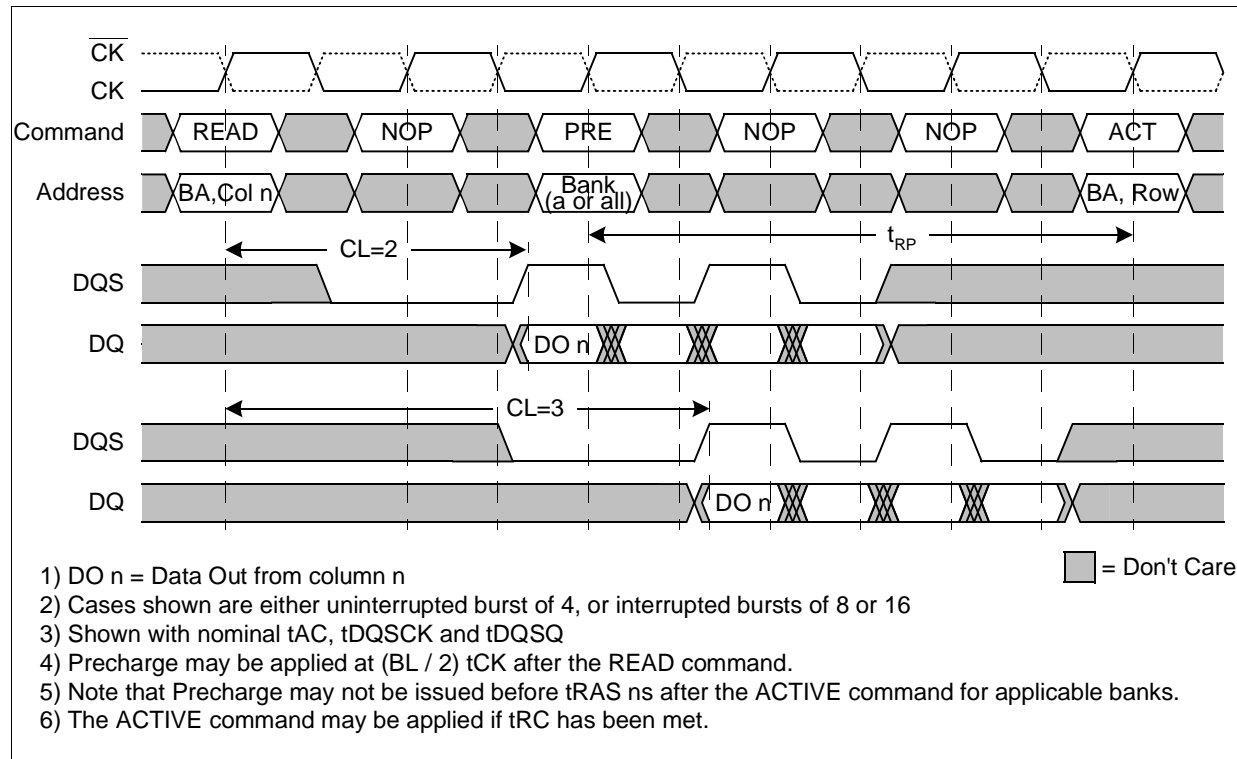 CK
CK
Command READ NOP PRE NOP NOP ACT
Address BA,Col n Bank (a or all) BA, Row
CL=2 tRP
DQS
DQ DO n
CL=3
DQS
DQ DO n
= Don't Care
1) DO n = Data Out from column n
2) Cases shown are either uninterrupted burst of 4, or interrupted bursts of 8 or 16
3) Shown with nominal tAC, tDQSCK and tDQSQ
4) Precharge may be applied at (BL / 2) tCK after the READ command.
5) Note that Precharge may not be issued before tRAS ns after the ACTIVE command for applicable banks.
6) The ACTIVE command may be applied if tRC has been met.